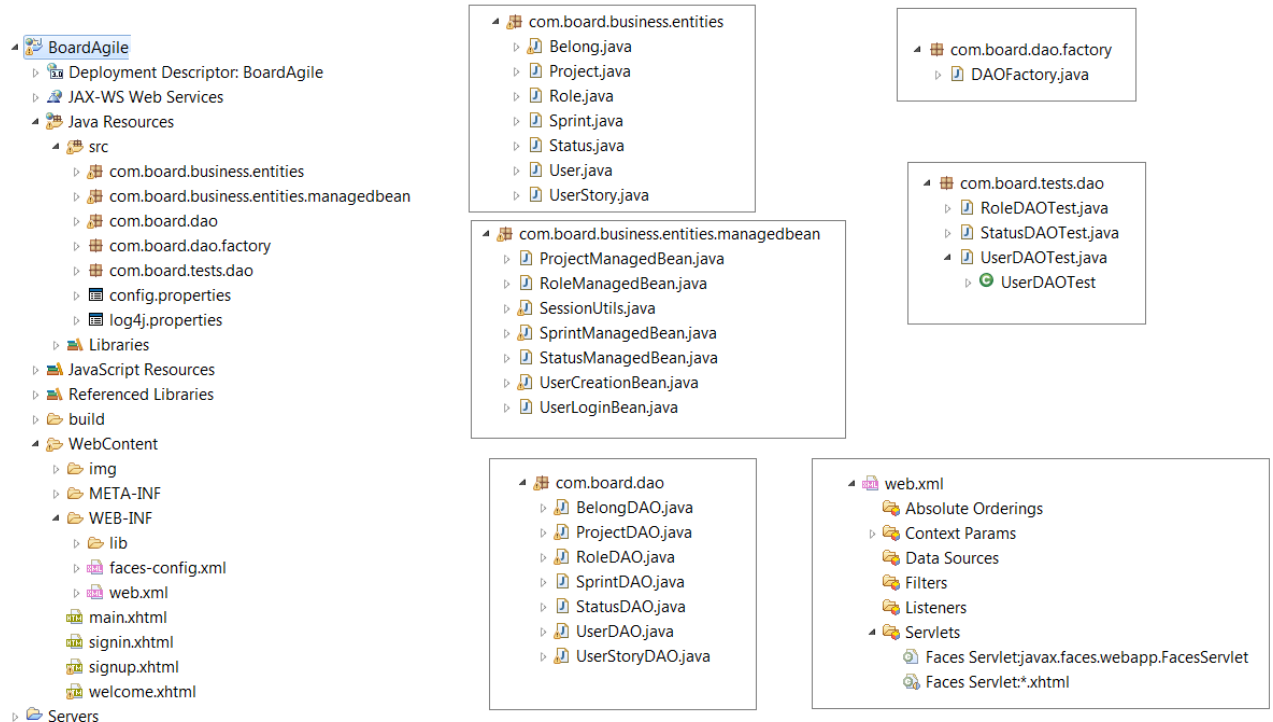 BoardAgile
Deployment Descriptor: BoardAgile
JAX-WS Web Services
Java Resources
src
com.board.business.entities
com.board.business.entities.managedbean
com.board.dao
com.board.dao.factory
com.board.tests.dao
config.properties
log4j.properties
Libraries
JavaScript Resources
Referenced Libraries
build
WebContent
img
META-INF
WEB-INF
lib
faces-config.xml
web.xml
main.xhtml
signin.xhtml
signup.xhtml
welcome.xhtml
Servers
com.board.business.entities
Belong.java
Project.java
Role.java
Sprint.java
Status.java
User.java
UserStory.java
com.board.business.entities.managedbean
ProjectManagedBean.java
RoleManagedBean.java
SessionUtils.java
SprintManagedBean.java
StatusManagedBean.java
UserCreationBean.java
UserLoginBean.java
com.board.dao
BelongDAO.java
ProjectDAO.java
RoleDAO.java
SprintDAO.java
StatusDAO.java
UserDAO.java
UserStoryDAO.java
com.board.dao.factory
DAOFactory.java
com.board.tests.dao
RoleDAOTest.java
StatusDAOTest.java
UserDAOTest.java
UserDAOTest
web.xml
Absolute Orderings
Context Params
Data Sources
Filters
Listeners
Servlets
Faces Servlet:javax.faces.webapp.FacesServlet
Faces Servlet:*.xhtml